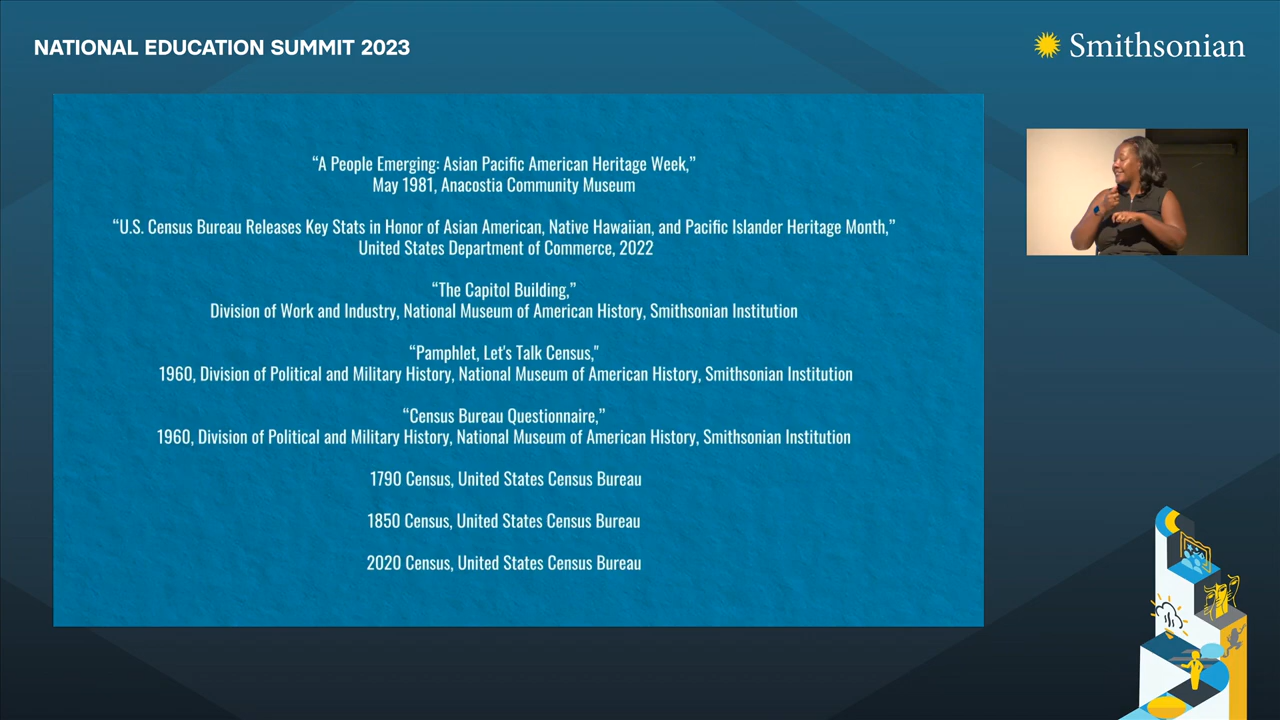 NATIONAL EDUCATION SUMMIT 2023
Smithsonian
“A People Emerging: Asian Pacific American Heritage Week,”
May 1981, Anacostia Community Museum
“U.S. Census Bureau Releases Key Stats in Honor of Asian American, Native Hawaiian, and Pacific Islander Heritage Month,”
United States Department of Commerce, 2022
“The Capitol Building,”
Division of Work and Industry, National Museum of American History, Smithsonian Institution
“Pamphlet, Let's Talk Census,"
1960, Division of Political and Military History, National Museum of American History, Smithsonian Institution
“Census Bureau Questionnaire,”
1960, Division of Political and Military History, National Museum of American History, Smithsonian Institution
1790 Census, United States Census Bureau
1850 Census, United States Census Bureau
2020 Census, United States Census Bureau